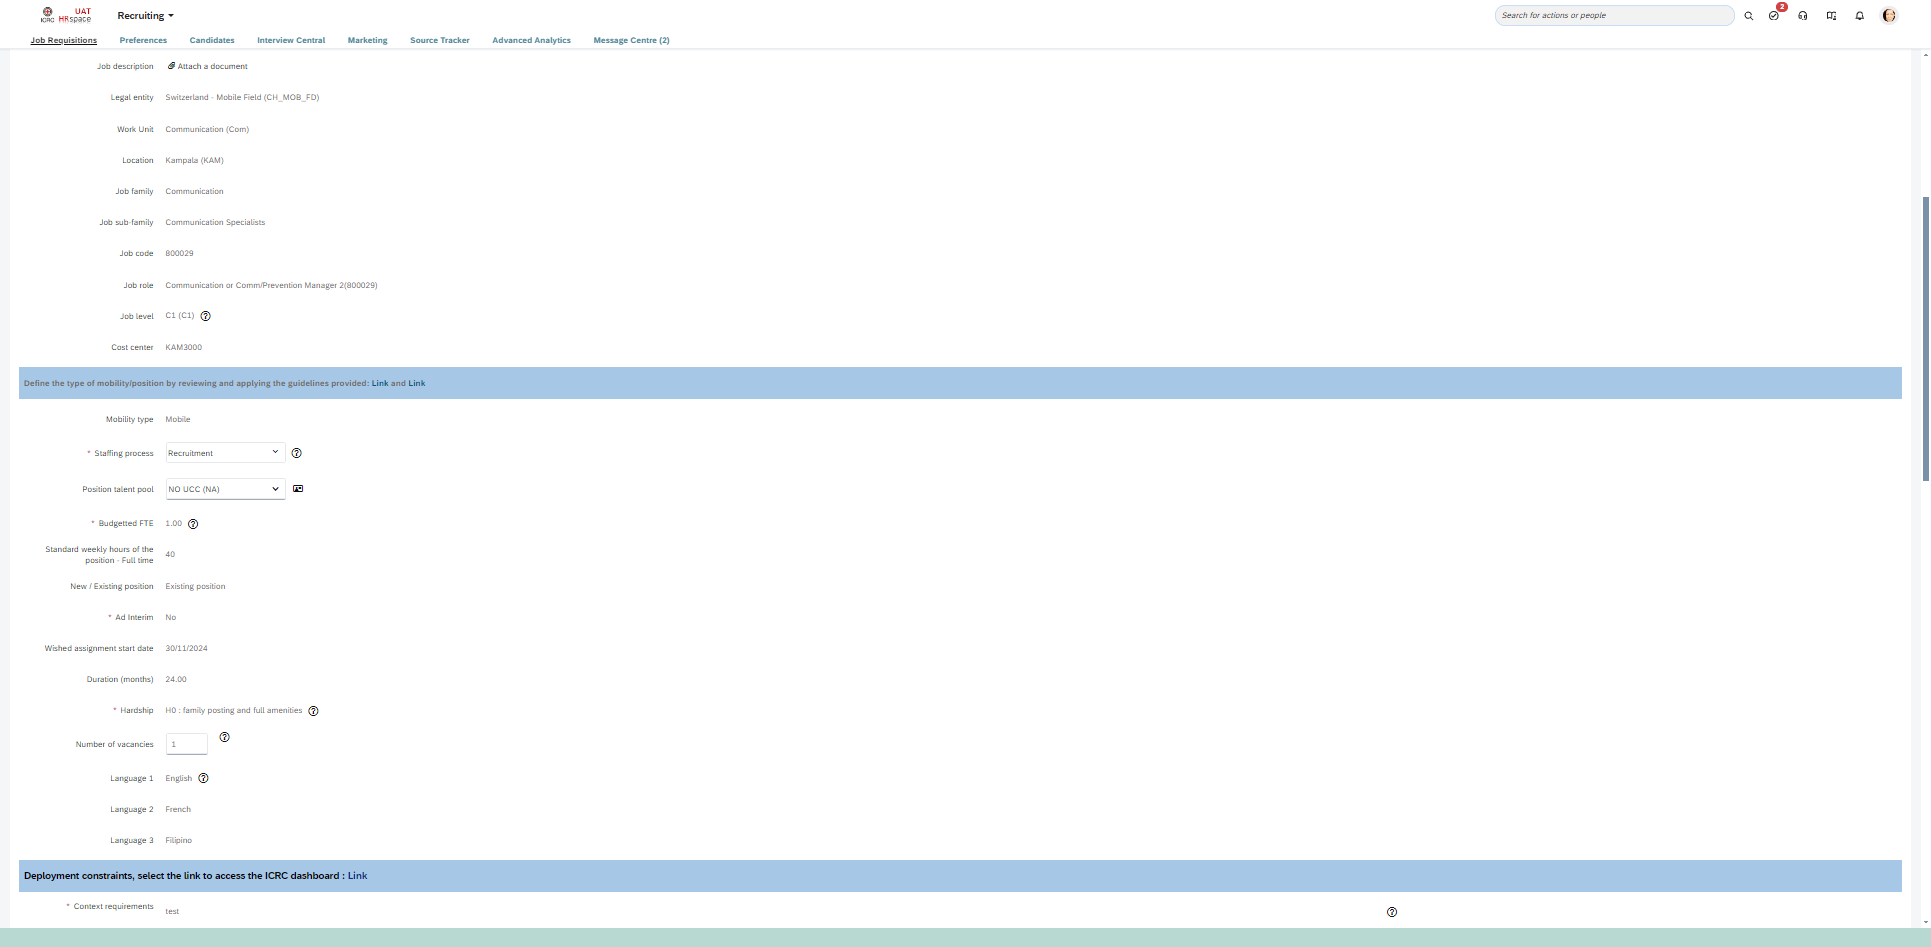 ICRC
UAT
HRspace
Recruiting
Search for actions or people
2
Job Requisitions
Preferences
Candidates
Interview Central
Marketing
Source Tracker
Advanced Analytics
Message Centre (2)
Job description
Attach a document
Legal entity
Switzerland - Mobile Field (CH_MOB_FD)
Work Unit
Communication (Com)
Location
Kampala (KAM)
Job family
Communication
Job sub-family
Communication Specialists
Job code
800029
Job role
Communication or Comm/Prevention Manager 2(800029)
Job level
C1 (C1)
Cost center
KAM3000
Define the type of mobility/position by reviewing and applying the guidelines provided: Link and Link
Mobility type
Mobile
* Staffing process
Recruitment
Position talent pool
NO UCC (NA)
* Budgetted FTE
1.00
Standard weekly hours of the
position - Full time
40
New / Existing position
Existing position
* Ad Interim
No
Wished assignment start date
30/11/2024
Duration (months)
24.00
* Hardship
H0 : family posting and full amenities
Number of vacancies
1
Language 1
English
Language 2
French
Language 3
Filipino
Deployment constraints, select the link to access the ICRC dashboard : Link
* Context requirements
test